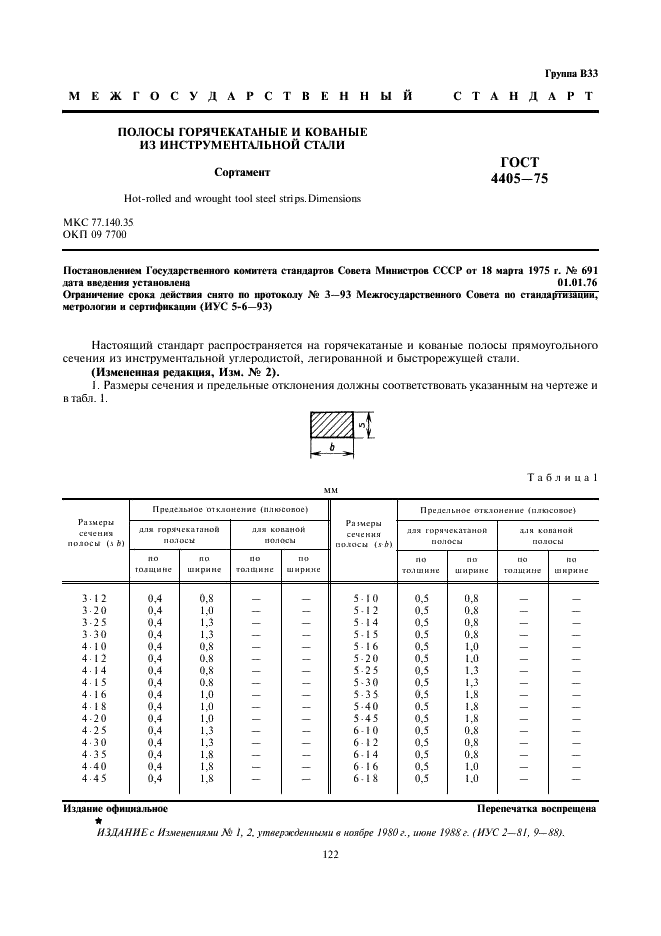 Группа В33
МЕЖГОСУДАРСТВЕННЫЙ СТАНДАРТ
ПОЛОСЫ ГОРЯЧЕКАТАНЫЕ И КОВАНЫЕ
ИЗ ИНСТРУМЕНТАЛЬНОЙ СТАЛИ
Сортамент
Hot-rolled and wrought tool steel strips. Dimensions
ГОСТ
4405—75
МКС 77.140.35
ОКП 09 7700
Постановлением Государственного комитета стандартов Совета Министров СССР от 18 марта 1975 г. № 691
дата введения установлена 01.01.76
Ограничение срока действия снято по протоколу № 3—93 Межгосударственного Совета по стандартизации,
метрологии и сертификации (ИУС 5-6—93)
Настоящий стандарт распространяется на горячекатаные и кованые полосы прямоугольного
сечения из инструментальной углеродистой, легированной и быстрорежущей стали.
(Измененная редакция, Изм. № 2).
1. Размеры сечения и предельные отклонения должны соответствовать указанным на чертеже и
в табл. 1.
s
b
Таблица 1
мм
Размеры сечения полосы (s·b) Предельное отклонение (плюсовое) Размеры сечения полосы (s·b) Предельное отклонение (плюсовое)
для горячекатаной полосы для кованой полосы для горячекатаной полосы для кованой полосы
по толщине по ширине по толщине по ширине по толщине по ширине по толщине по ширине
3·12 0,4 0,8 — — 5·10 0,5 0,8 — —
3·20 0,4 1,0 — — 5·12 0,5 0,8 — —
3·25 0,4 1,3 — — 5·14 0,5 0,8 — —
3·30 0,4 1,3 — — 5·15 0,5 0,8 — —
4·10 0,4 0,8 — — 5·16 0,5 1,0 — —
4·12 0,4 0,8 — — 5·20 0,5 1,0 — —
4·14 0,4 0,8 — — 5·25 0,5 1,3 — —
4·15 0,4 0,8 — — 5·30 0,5 1,3 — —
4·16 0,4 1,0 — — 5·35 0,5 1,8 — —
4·18 0,4 1,0 — — 5·40 0,5 1,8 — —
4·20 0,4 1,0 — — 5·45 0,5 1,8 — —
4·25 0,4 1,3 — — 6·10 0,5 0,8 — —
4·30 0,4 1,3 — — 6·12 0,5 0,8 — —
4·35 0,4 1,8 — — 6·14 0,5 0,8 — —
4·40 0,4 1,8 — — 6·16 0,5 1,0 — —
4·45 0,4 1,8 — — 6·18 0,5 1,0 — —
Издание официальное Перепечатка воспрещена
★
ИЗДАНИЕ с Изменениями № 1, 2, утвержденными в ноябре 1980 г., июне 1988 г. (ИУС 2—81, 9—88).
122